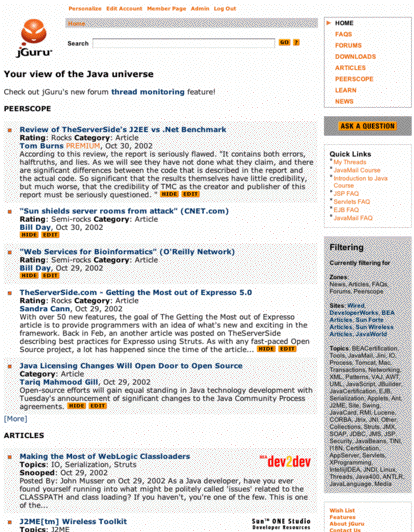 Personalize Edit Account Member Page Admin Log Out
Home
jGuru
Search
GO ?
HOME
FAQS
FORUMS
DOWNLOADS
ARTICLES
PEERSCOPE
LEARN
NEWS
Your view of the Java universe
Check out jGuru's new forum thread monitoring feature!
PEERSCOPE
Review of TheServerSide's J2EE vs .Net Benchmark
Rating: Rocks Category: Article
Tom Burns PREMIUM, Oct 30, 2002
According to this review, the report is seriously flawed. "It contains both errors,
halftruths, and lies. As we will see they have not done what they claim, and there
are significant differences between the code that is described in the report and
the actual code. So significant that the results themselves have little credibility,
but much worse, that the credibility of TMC as the creator and publisher of this
report must be seriously questioned. " HIDE EDIT
"Sun shields server rooms from attack" (CNET.com)
Rating: Semi-rocks Category: Article
Bill Day, Oct 30, 2002
HIDE EDIT
"Web Services for Bioinformatics" (O'Reilly Network)
Rating: Semi-rocks Category: Article
Bill Day, Oct 29, 2002
HIDE EDIT
TheServerSide.com - Getting the Most out of Expresso 5.0
Rating: Rocks Category: Article
Sandra Cann, Oct 29, 2002
With over 50 new features, the goal of The Getting the Most out of Expresso
article is to provide programmers with an idea of what's new and exciting in the
framework. Back in Feb, an another article was posted on TheServerSide
describing best practices for Expresso using Struts. As with any fast-paced Open
Source project, a lot has happened since the time of the article... HIDE EDIT
Java Licensing Changes Will Open Door to Open Source
Category: Article
Tariq Mahmood Gill, Oct 29, 2002
Open-source efforts will gain equal standing in Java technology development with
Tuesday's announcement of significant changes to the Java Community Process
agreements. HIDE EDIT
[More]
ARTICLES
Making the Most of WebLogic Classloaders
Topics: IO, Serialization, Struts
Snooped: Oct 29, 2002
Posted By: John Musser on Oct 29, 2002 As a Java developer, have you ever
found yourself running into what might be politely called 'issues' related to the
CLASSPATH and class loading? If you haven't, you're one of the few. This is one
of the...
dev2dev
J2ME[tm] Wireless Toolkit
Topics: J2ME
Sun™ ONE Studio
Developer Resources
ASK A QUESTION
Quick Links
My Threads
JavaMail Course
Introduction to Java
Course
JSP FAQ
Servlets FAQ
EJB FAQ
JavaMail FAQ
Filtering
Currently filtering for
Zones:
News, Articles, FAQs,
Forums, Peerscope
Sites: Wired,
DeveloperWorks, BEA
Articles, Sun Forte
Articles, Sun Wireless
Articles, JavaWorld
Topics: BEACertification,
Tools, JavaMail, Jini, IO,
Process, Tomcat, Mac,
Transactions, Networking,
XML, Patterns, VAJ, AWT,
UML, JavaScript, JBuilder,
JavaCertification, EJB,
Serialization, Applets, Ant,
J2ME, Site, Swing,
JavaCard, RMI, Lucene,
CORBA, Jtrix, JNI, Other,
Collections, Struts, JMX,
SOAP, JDBC, JMS, JSP,
Security, JavaBeans, TINI,
I18N, Certification,
AppServer, Servlets,
XProgramming,
IntelliJIDEA, JNDI, Linux,
Threads, Java400, ANTLR,
JavaLanguage, Media
Wish List
Features
About jGuru
Contact Us